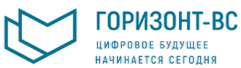 ГОРИЗОНТ-ВС
ЦИФРОВОЕ БУДУЩЕЕ
НАЧИНАЕТСЯ СЕГОДНЯ